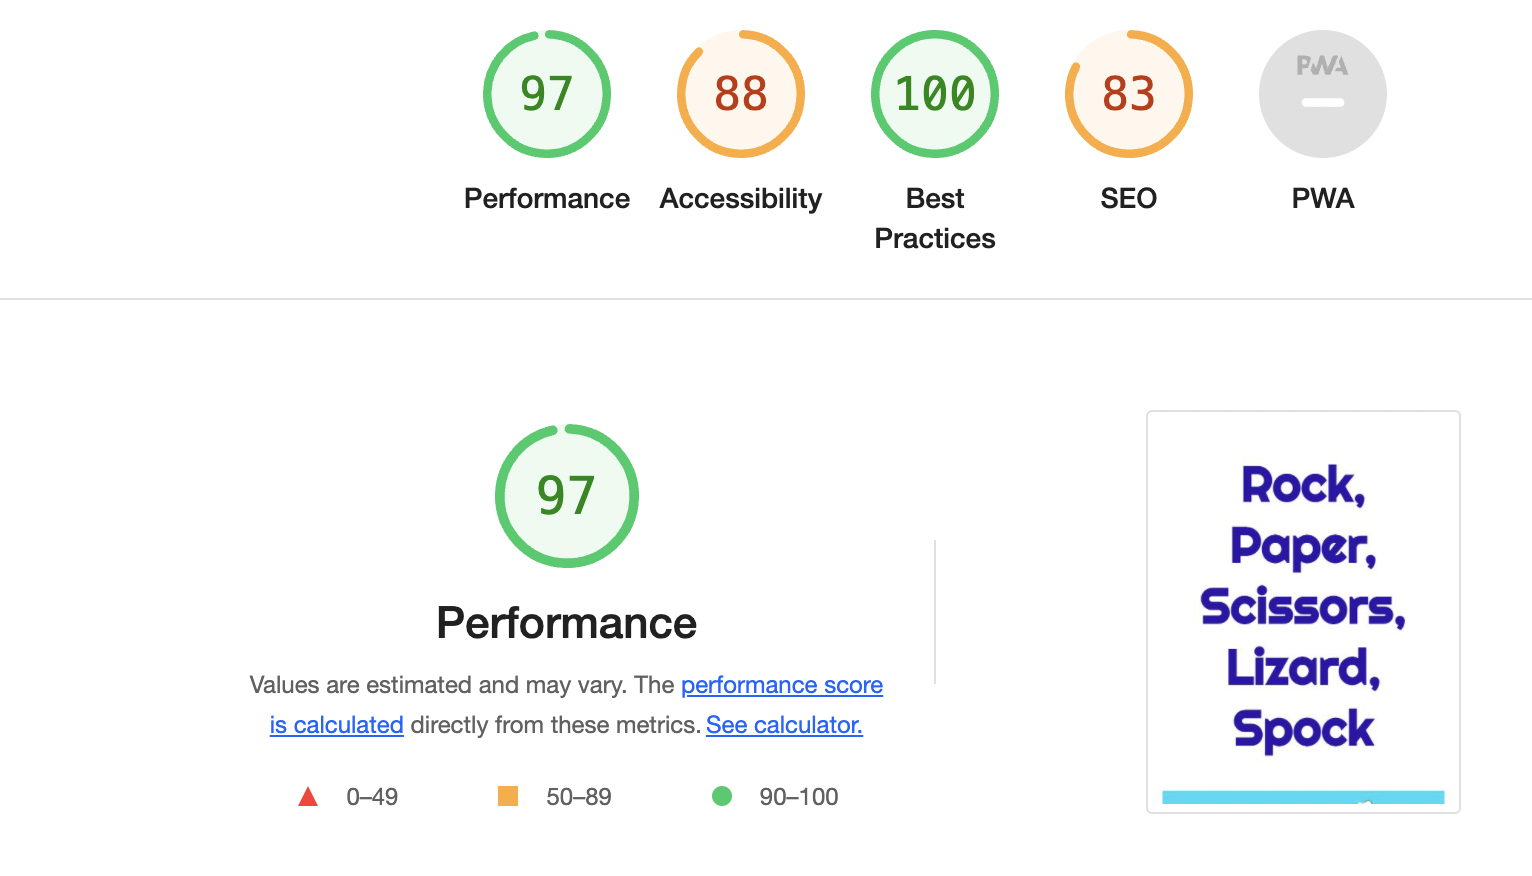 97
88
100
83
PWA
Performance
Accessibility
Best
Practices
SEO
PWA
97
Performance
Values are estimated and may vary. The performance score
is calculated directly from these metrics. See calculator.
0–49
50–89
90–100
Rock,
Paper,
Scissors,
Lizard,
Spock